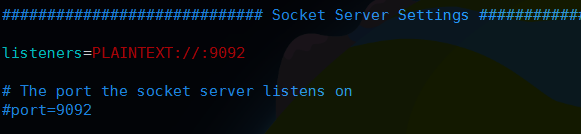 ############################# Socket Server Settings ############
listeners=PLAINTEXT://:9092
# The port the socket server listens on
#port=9092